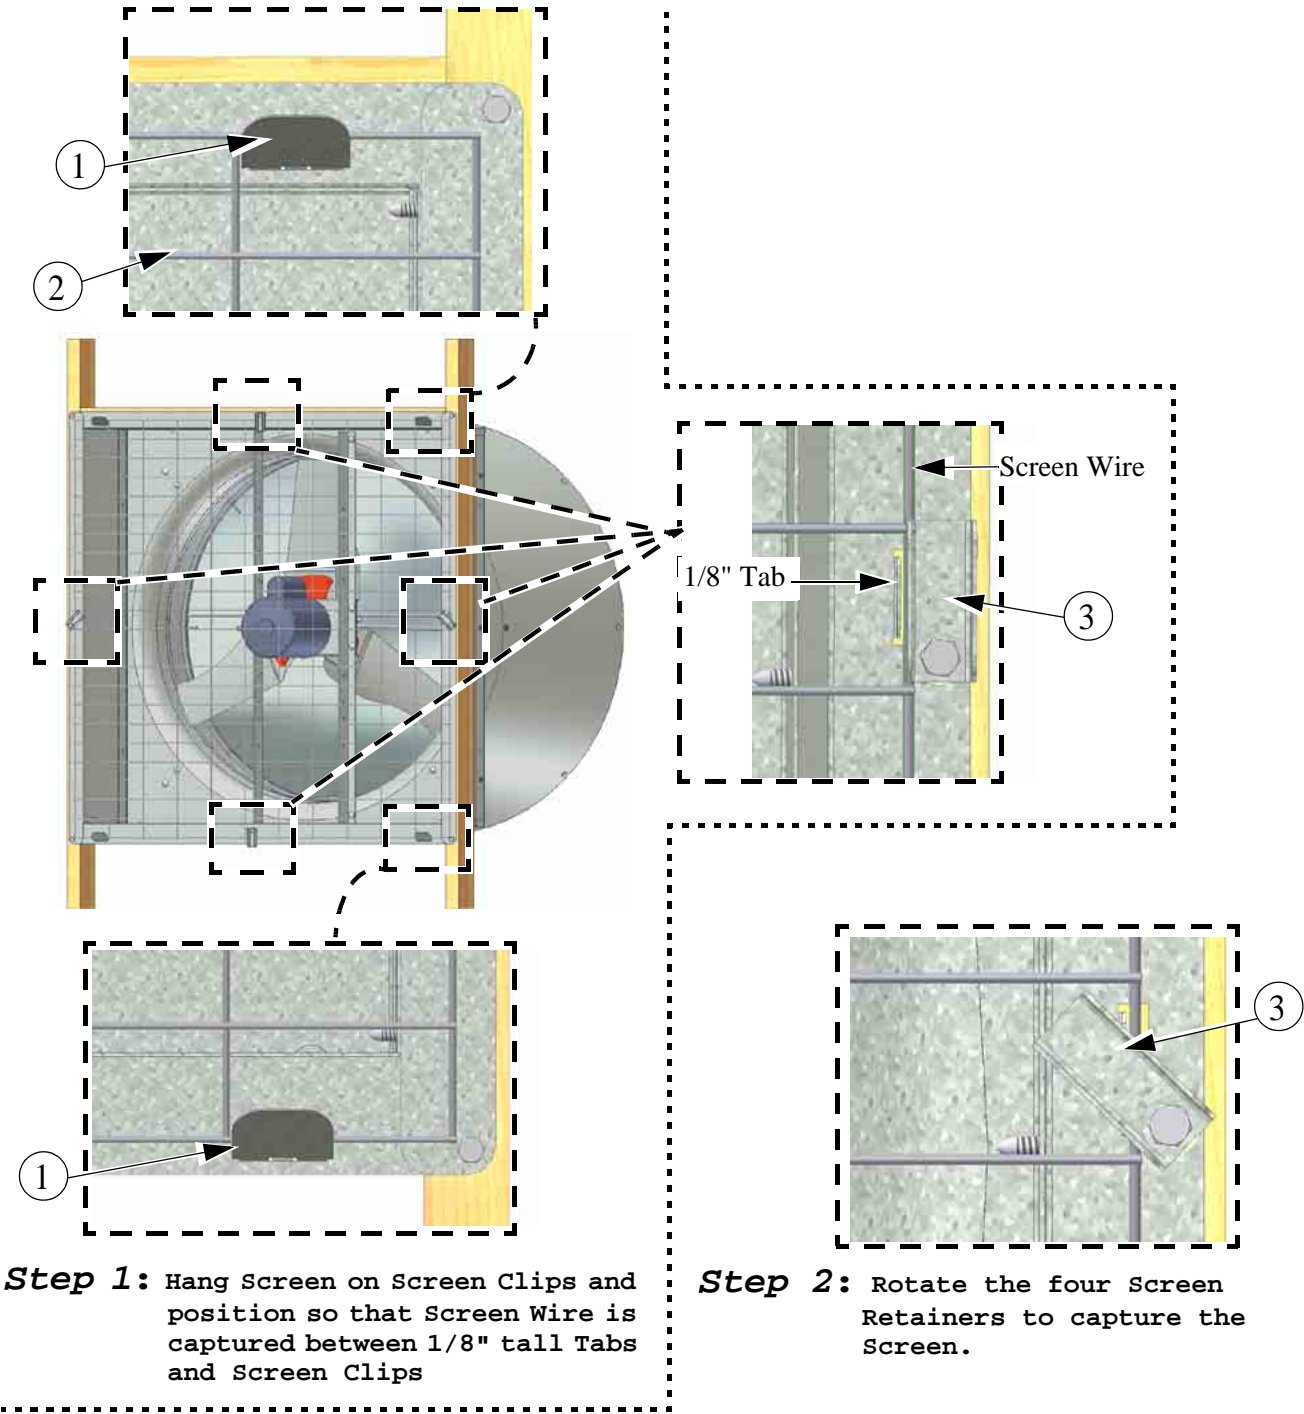 1
2
Screen Wire
1/8" Tab
3
3
1
Step 1: Hang Screen on Screen Clips and
position so that Screen Wire is
captured between 1/8" tall Tabs
and Screen Clips
Step 2: Rotate the four Screen
Retainers to capture the
Screen.